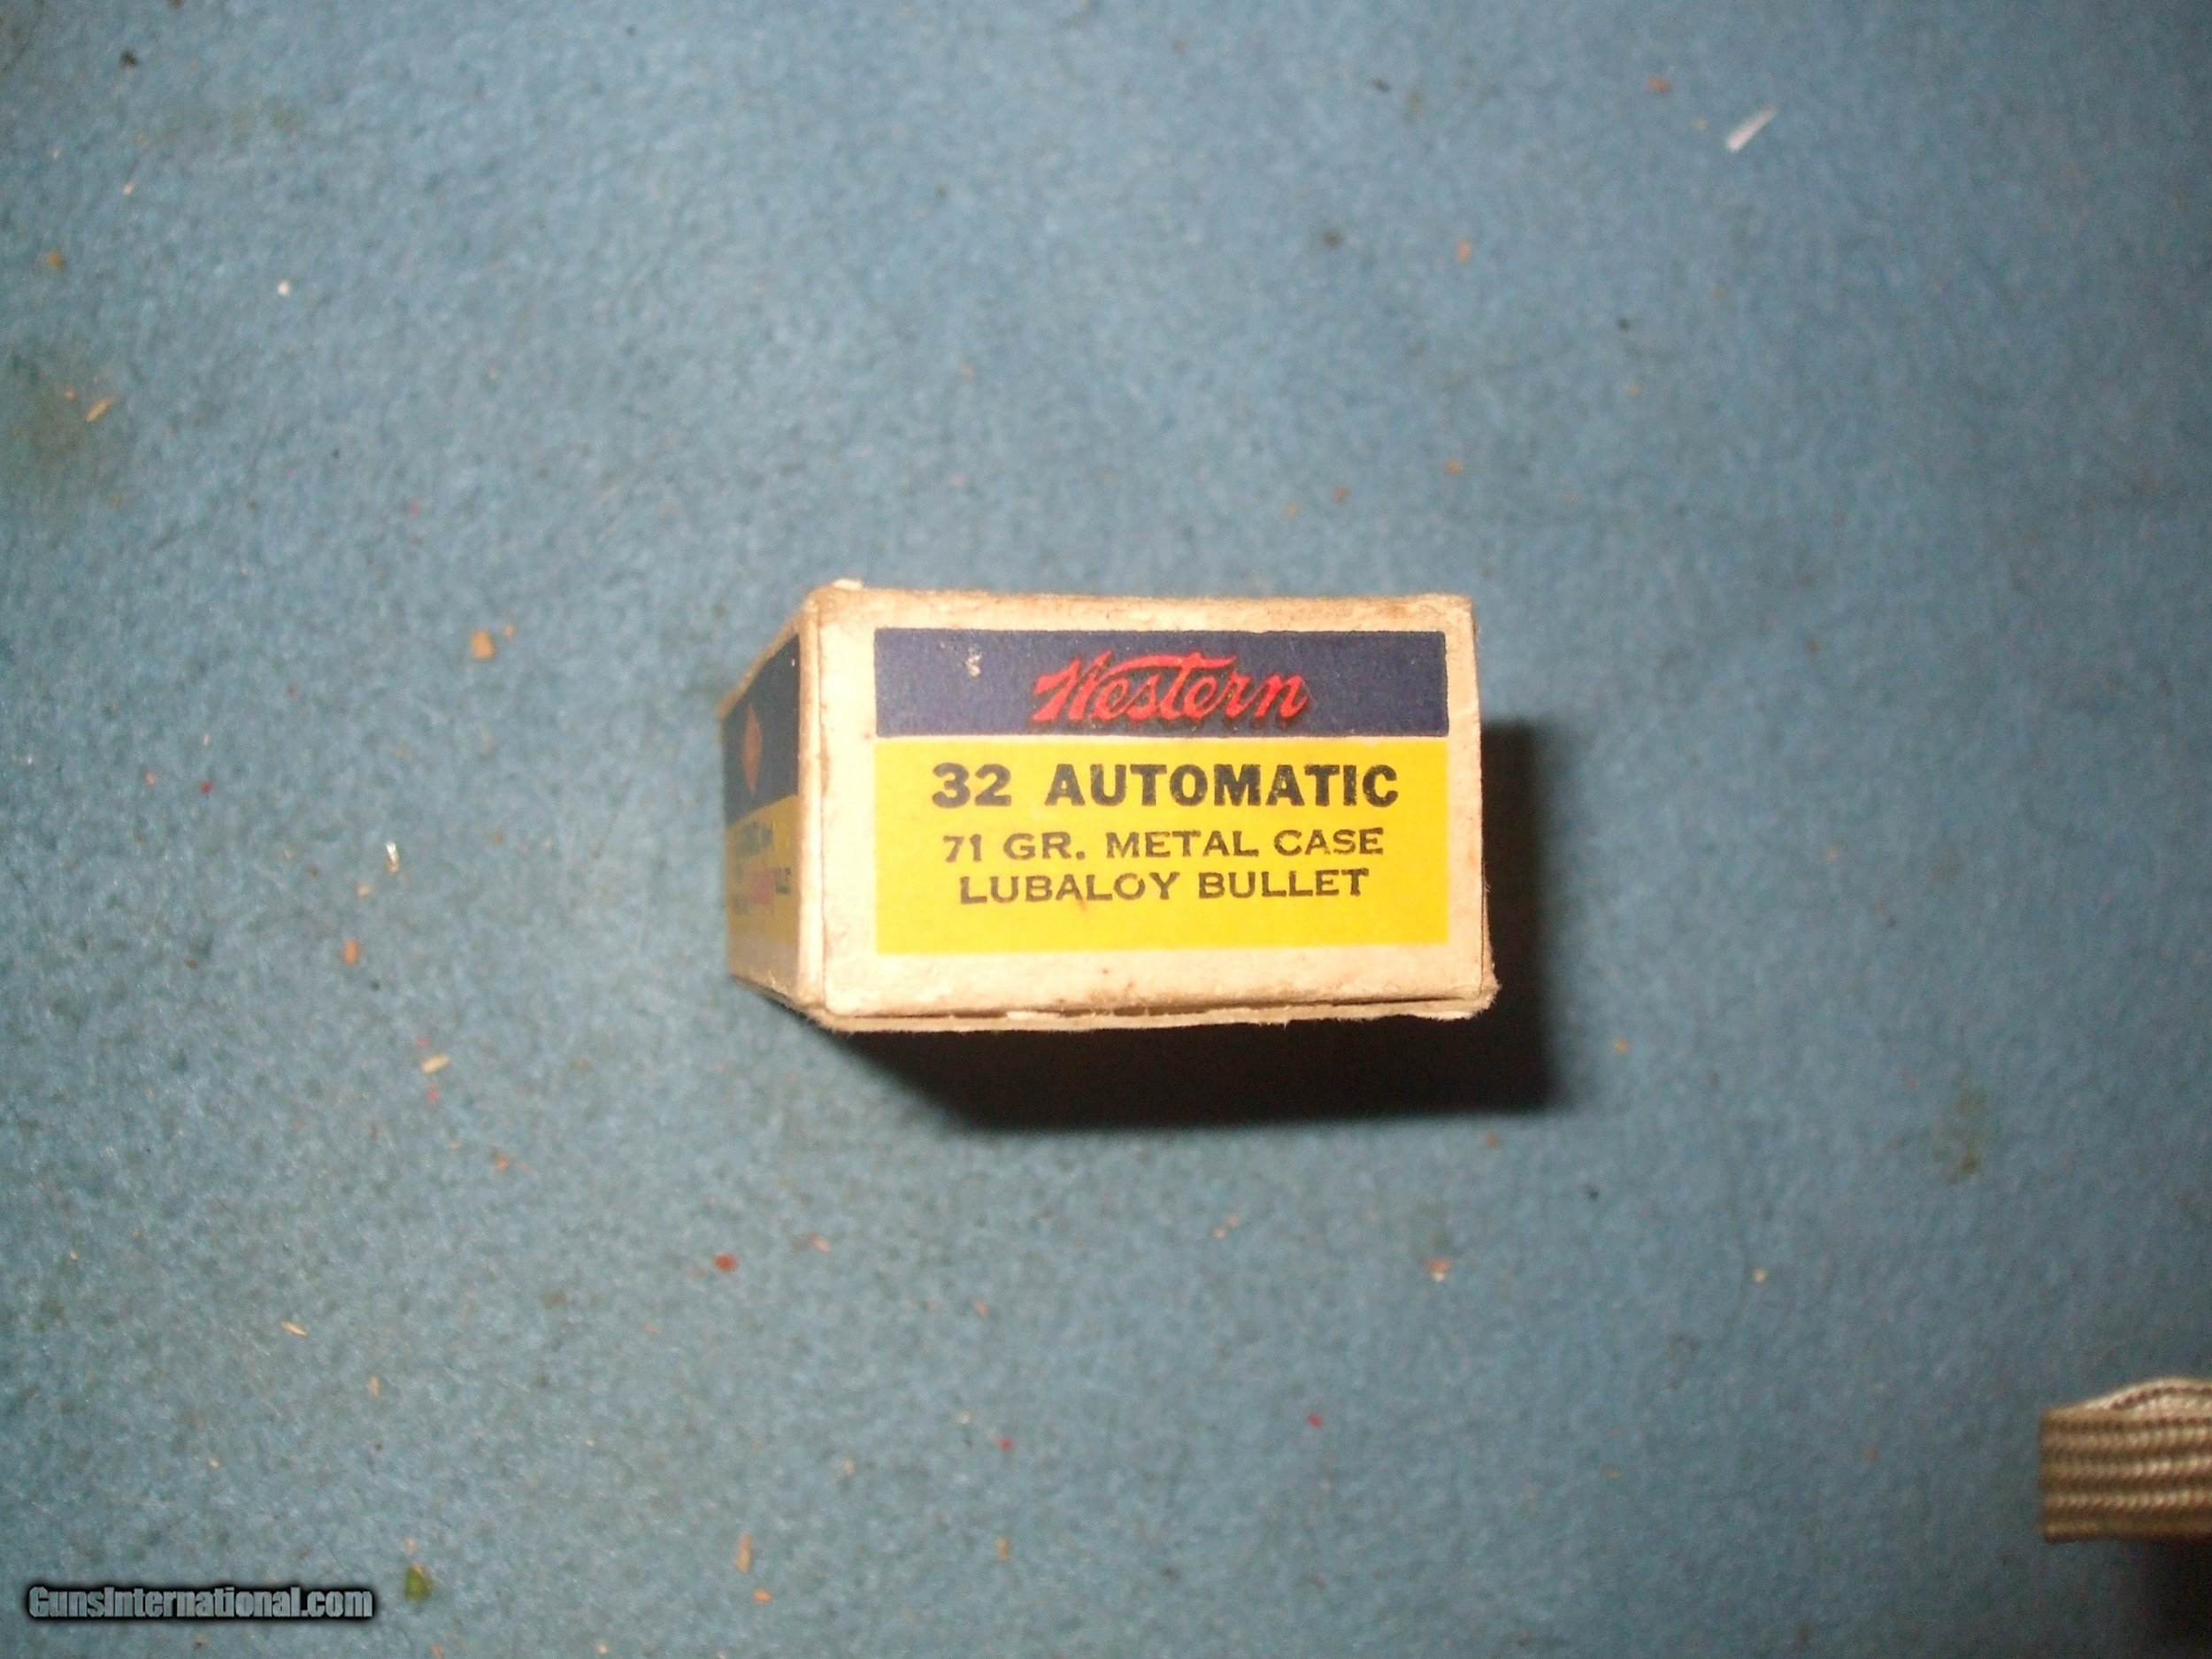 Western
32 AUTOMATIC
71 GR. METAL CASE
LUBALOY BULLET
GunsInternational.com